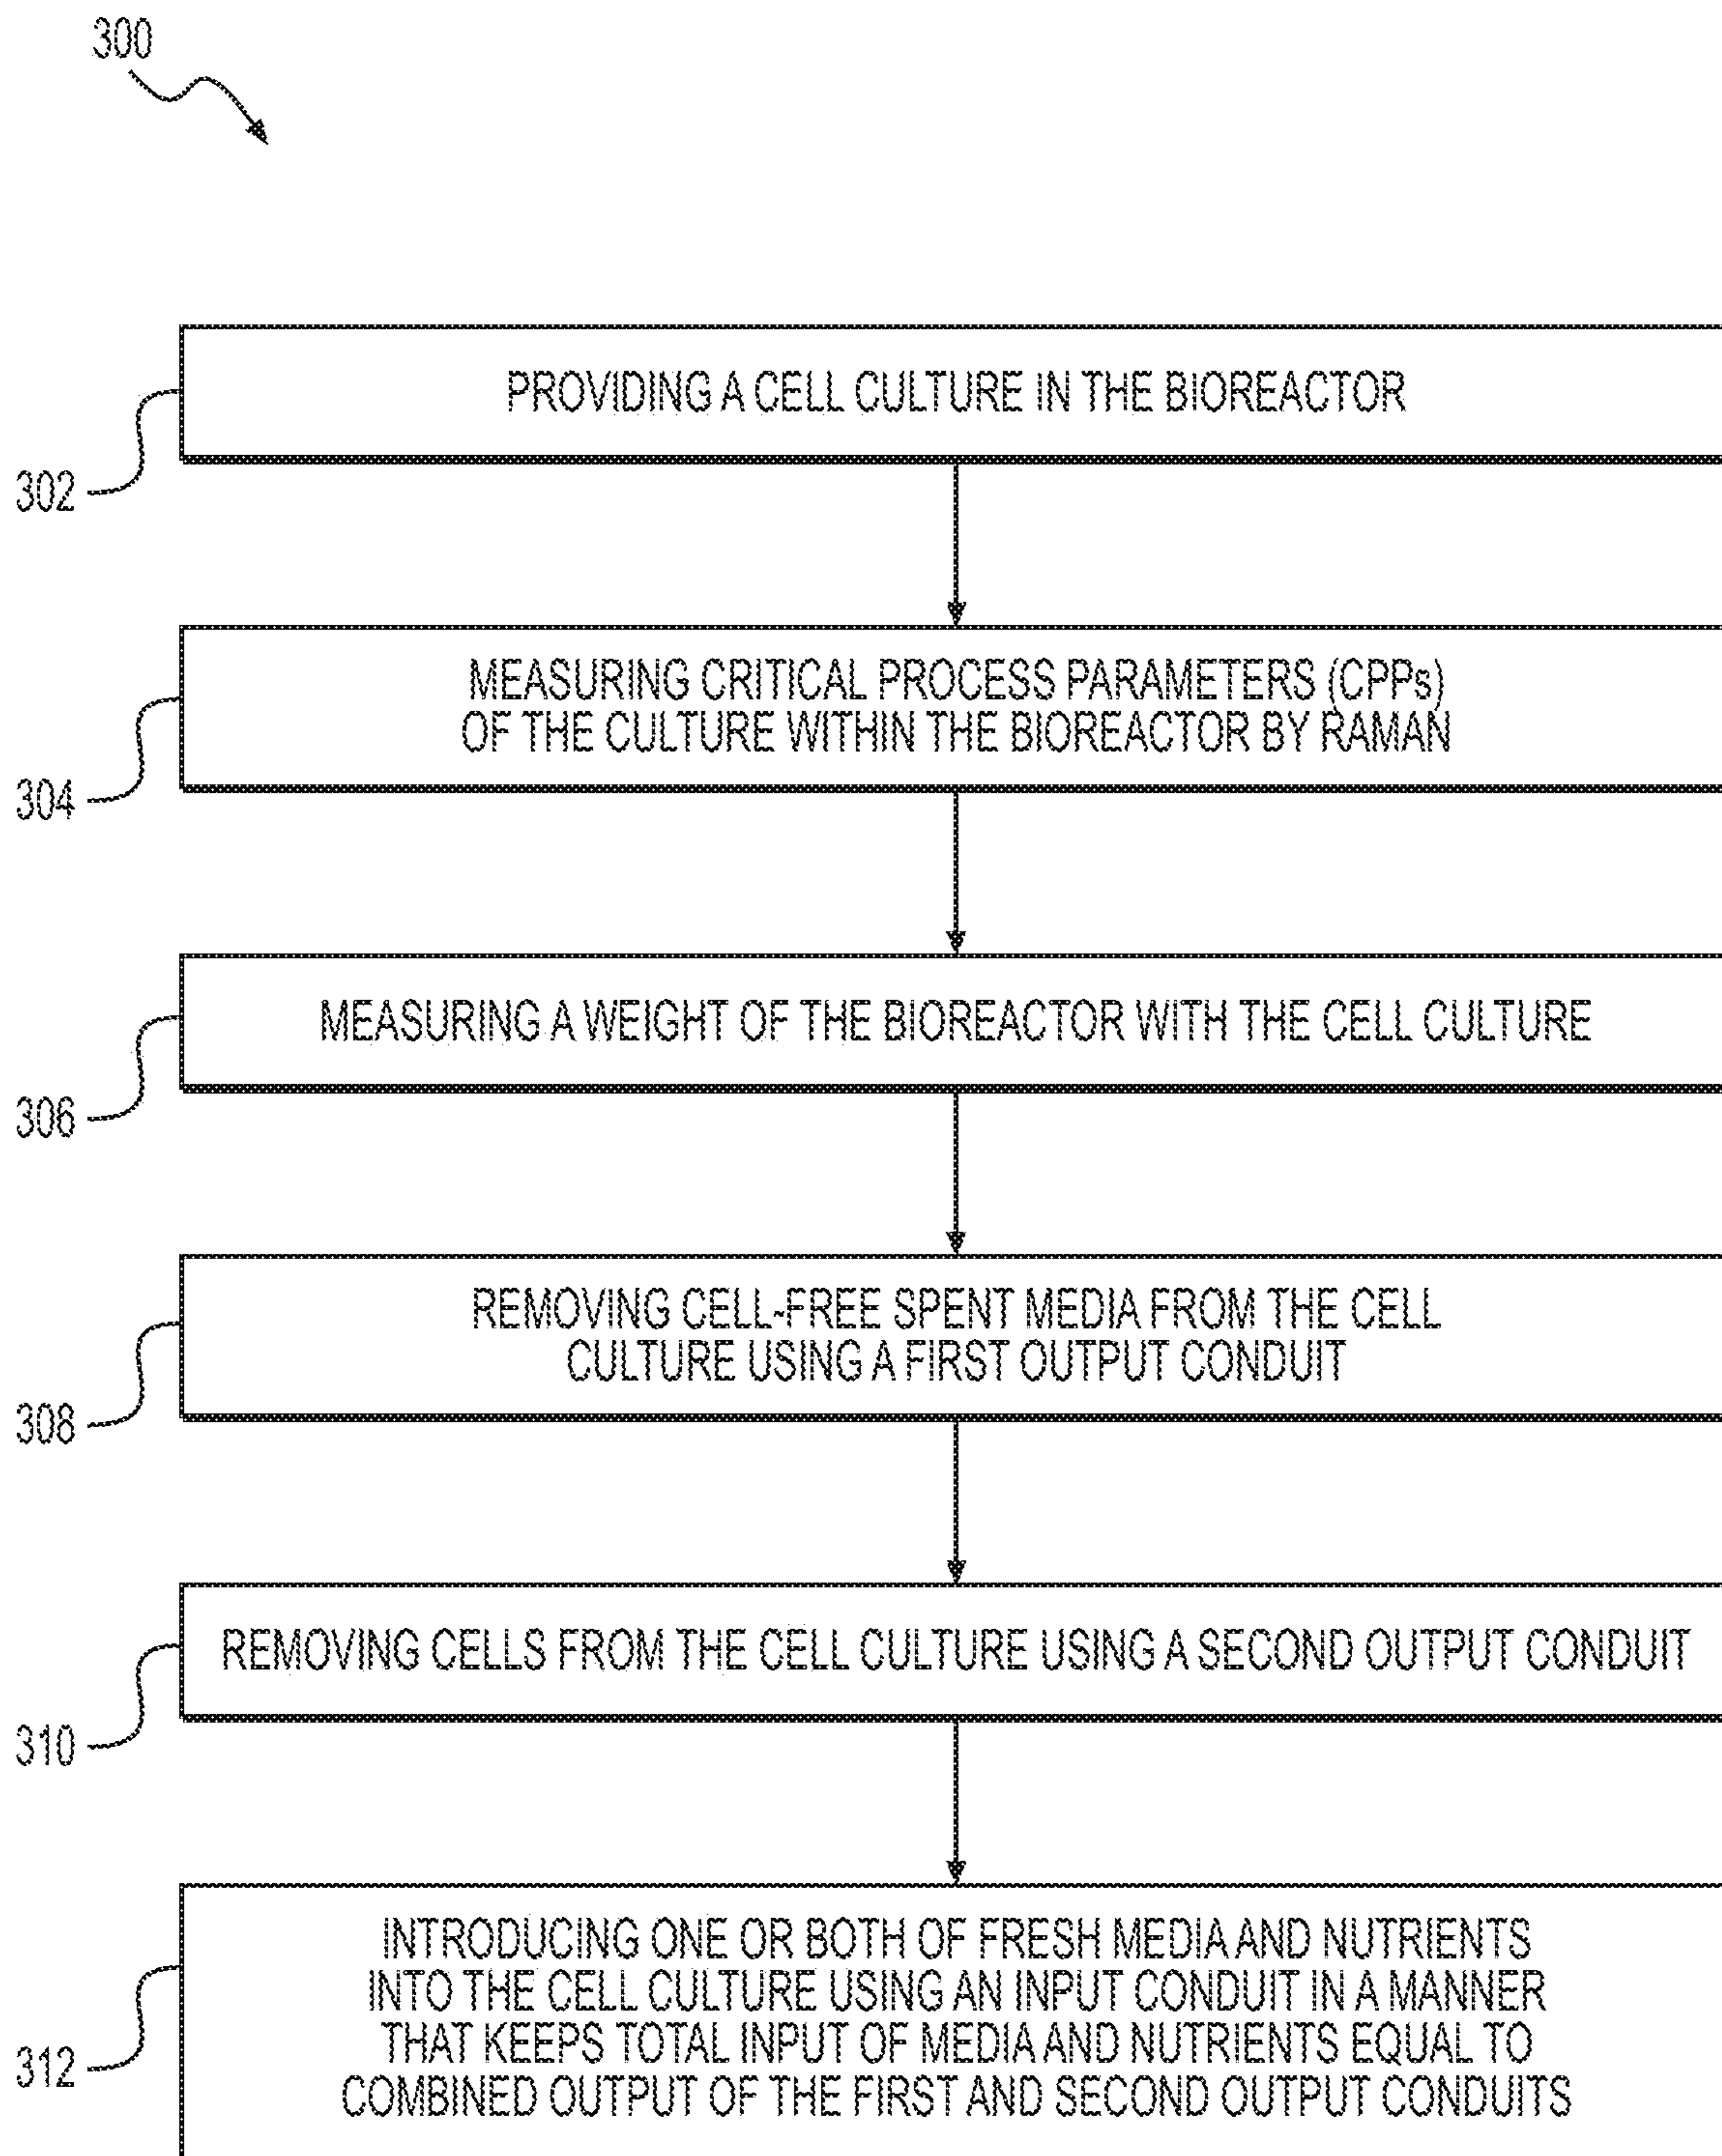 300
PROVIDING A CELL CULTURE IN THE BIOREACTOR
302
MEASURING CRITICAL PROCESS PARAMETERS (CPPs)
OF THE CULTURE WITHIN THE BIOREACTOR BY RAMAN
304
MEASURING A WEIGHT OF THE BIOREACTOR WITH THE CELL CULTURE
306
REMOVING CELL-FREE SPENT MEDIA FROM THE CELL
CULTURE USING A FIRST OUTPUT CONDUIT
308
REMOVING CELLS FROM THE CELL CULTURE USING A SECOND OUTPUT CONDUIT
310
INTRODUCING ONE OR BOTH OF FRESH MEDIA AND NUTRIENTS
INTO THE CELL CULTURE USING AN INPUT CONDUIT IN A MANNER
THAT KEEPS TOTAL INPUT OF MEDIA AND NUTRIENTS EQUAL TO
COMBINED OUTPUT OF THE FIRST AND SECOND OUTPUT CONDUITS
312